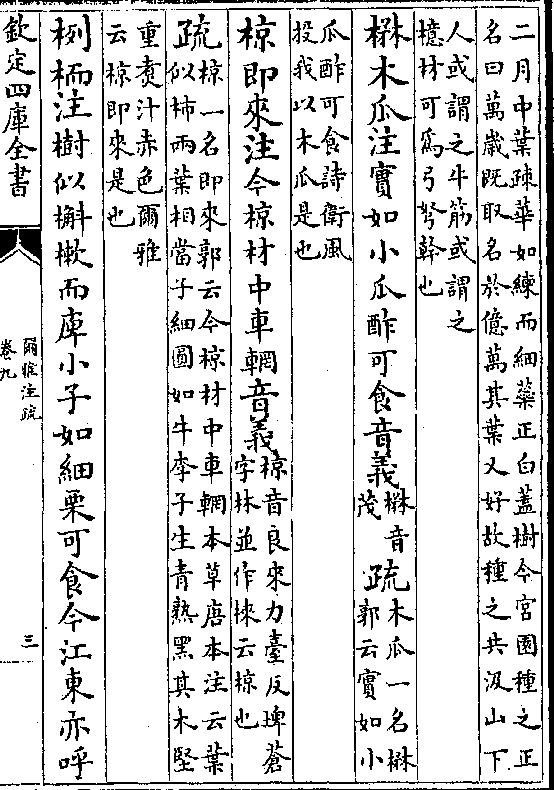 二月中葉疎華如練而細蘂正白蓋樹今宮園種之正
名曰萬歲既取名於億萬其葉又好故種之共汲山下
人或謂之牛筋或謂之
檍材可為弓弩幹也
楙木瓜注實如小瓜酢可食音義楙音茂疏木瓜一名楙
郭云實如小
瓜酢可食詩衛風
投我以木瓜是也
椋即來注今椋材中車輞音義椋音良來力臺反埤蒼
字林並作棶云椋也
疏椋一名即來郭云今椋材中車輞本草唐本注云葉
似柿兩葉相當子細圓如牛李子生青熟黑其木堅
重煑汁赤色爾雅
云椋即來是也
栵栭注樹似槲樕而庳小子如細栗可食今江東亦呼
欽定四庫全書
爾雅注疏
卷九
三